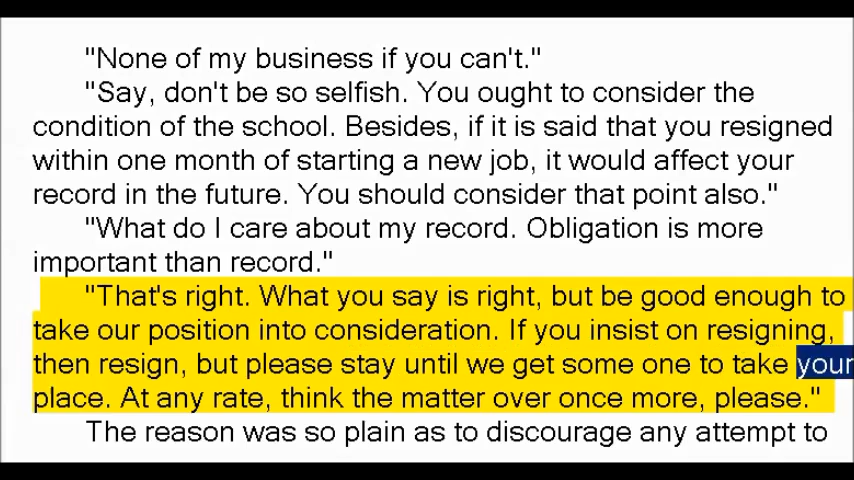 "None of my business if you can't."
"Say, don't be so selfish. You ought to consider the
condition of the school. Besides, if it is said that you resigned
within one month of starting a new job, it would affect your
record in the future. You should consider that point also."
"What do I care about my record. Obligation is more
important than record."
"That's right. What you say is right, but be good enough to
take our position into consideration. If you insist on resigning,
then resign, but please stay until we get some one to take your
place. At any rate, think the matter over once more, please."
The reason was so plain as to discourage any attempt to